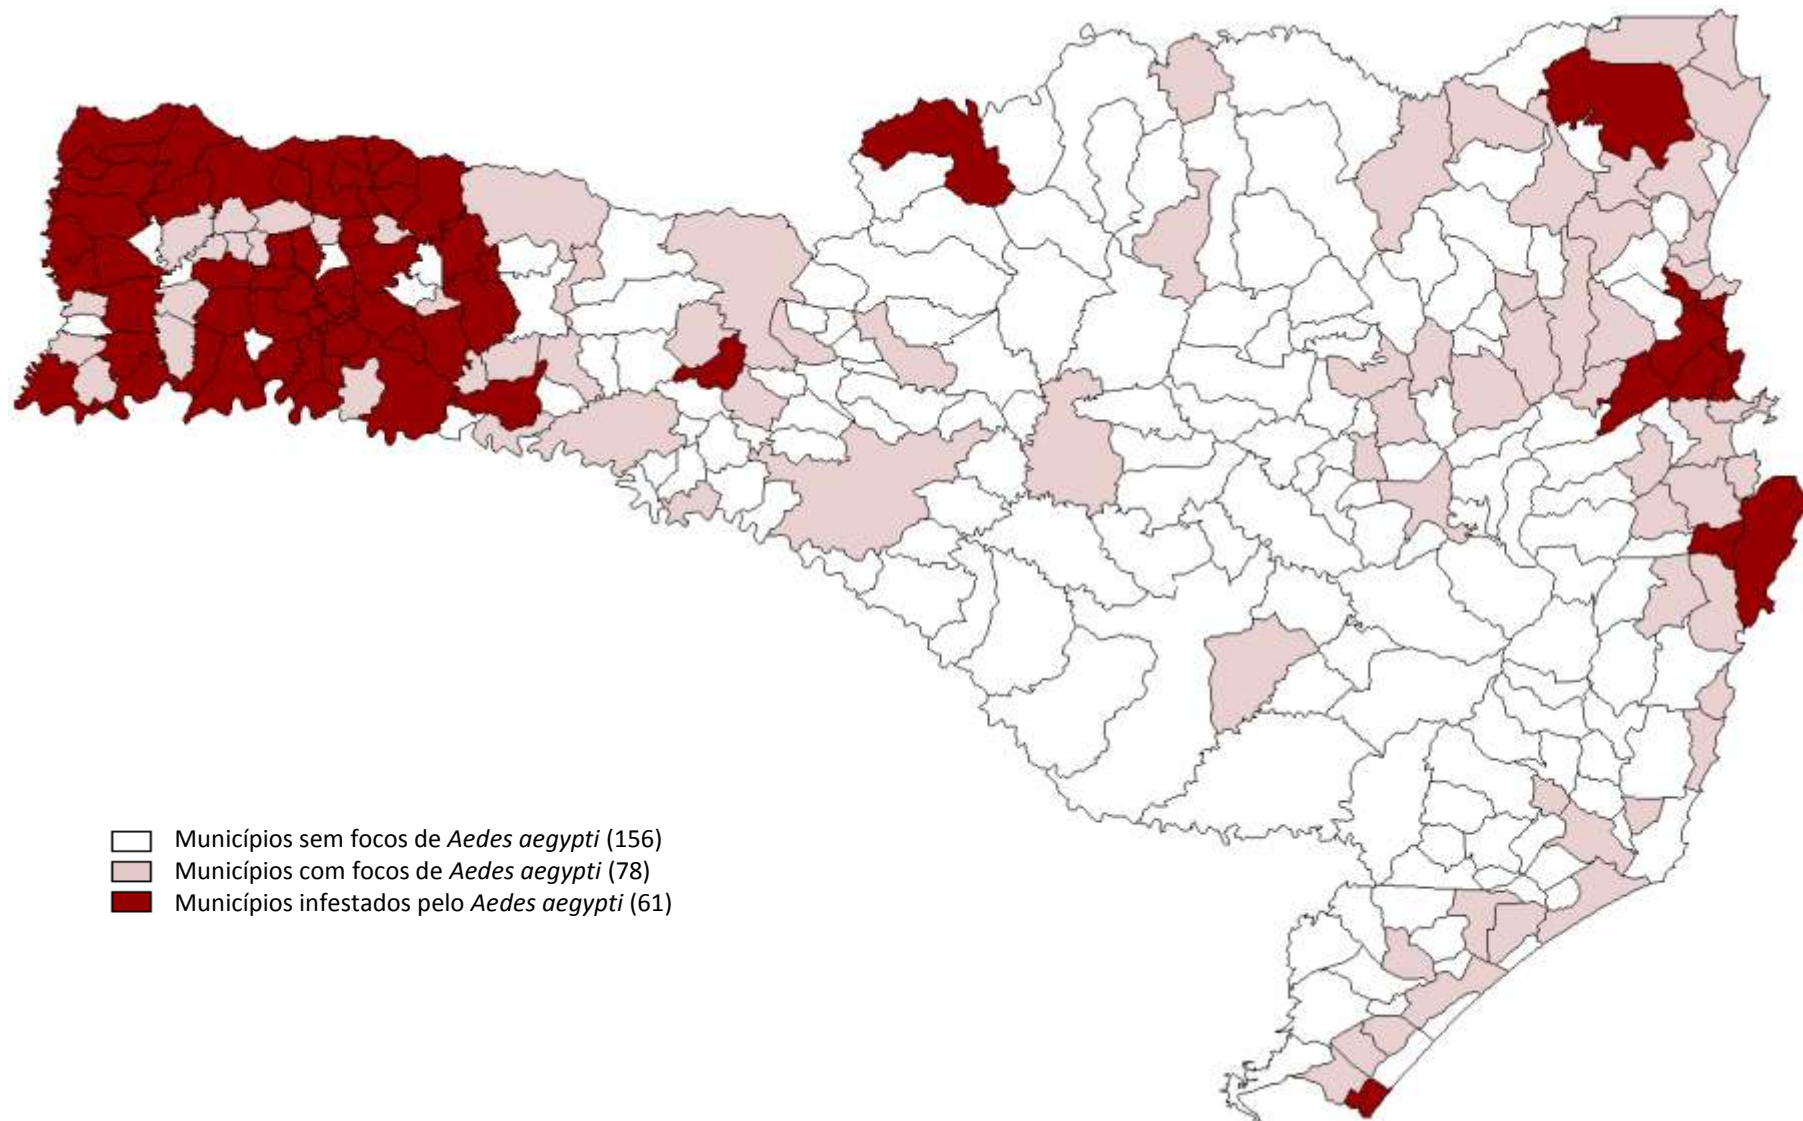 Municípios sem focos de Aedes aegypti (156)
Municípios com focos de Aedes aegypti (78)
Municípios infestados pelo Aedes aegypti (61)